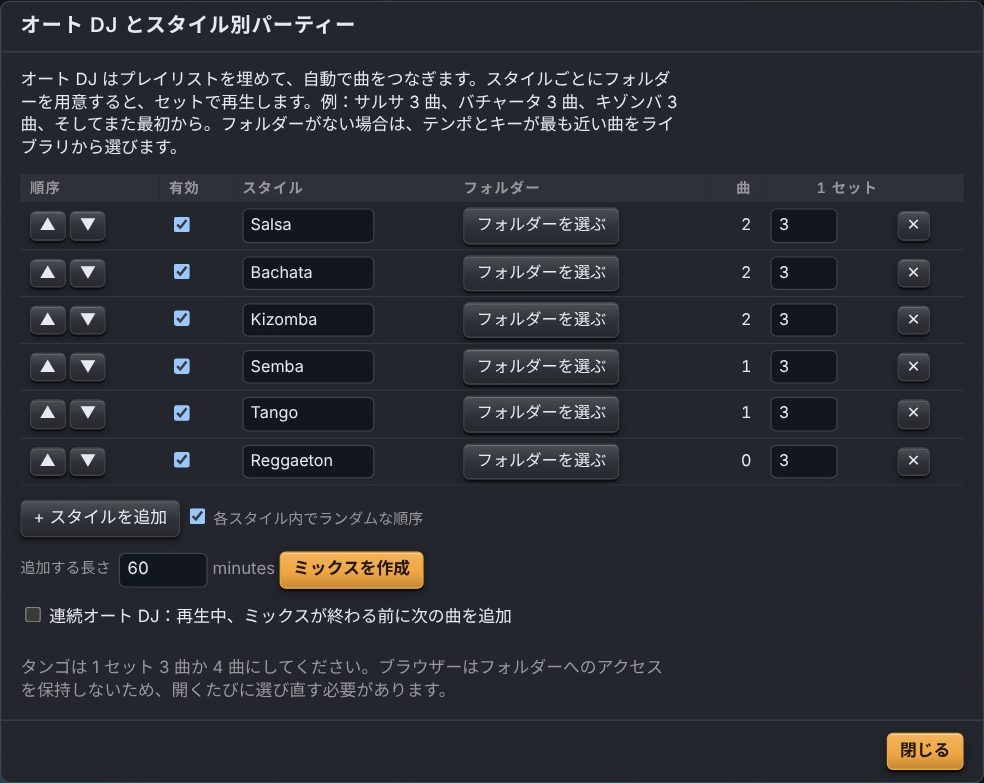 オート DJ とスタイル別パーティー
オート DJ はプレイリストを埋めて、自動で曲をつなぎます。スタイルごとにフォルダ
ーを用意すると、セットで再生します。例：サルサ 3 曲、バチャータ 3 曲、キゾンバ 3
曲、そしてまた最初から。フォルダーがない場合は、テンポとキーが最も近い曲をライ
ブラリから選びます。
順序 有効 スタイル フォルダー 曲 1 セット
▲ ▼ Salsa フォルダーを選ぶ 2 3 ×
▲ ▼ Bachata フォルダーを選ぶ 2 3 ×
▲ ▼ Kizomba フォルダーを選ぶ 2 3 ×
▲ ▼ Semba フォルダーを選ぶ 1 3 ×
▲ ▼ Tango フォルダーを選ぶ 1 3 ×
▲ ▼ Reggaeton フォルダーを選ぶ 0 3 ×
+ スタイルを追加 各スタイル内でランダムな順序
追加する長さ 60 minutes ミックスを作成
連続オート DJ：再生中、ミックスが終わる前に次の曲を追加
タンゴは 1 セット 3 曲か 4 曲にしてください。ブラウザーはフォルダーへのアクセス
を保持しないため、開くたびに選び直す必要があります。
閉じる